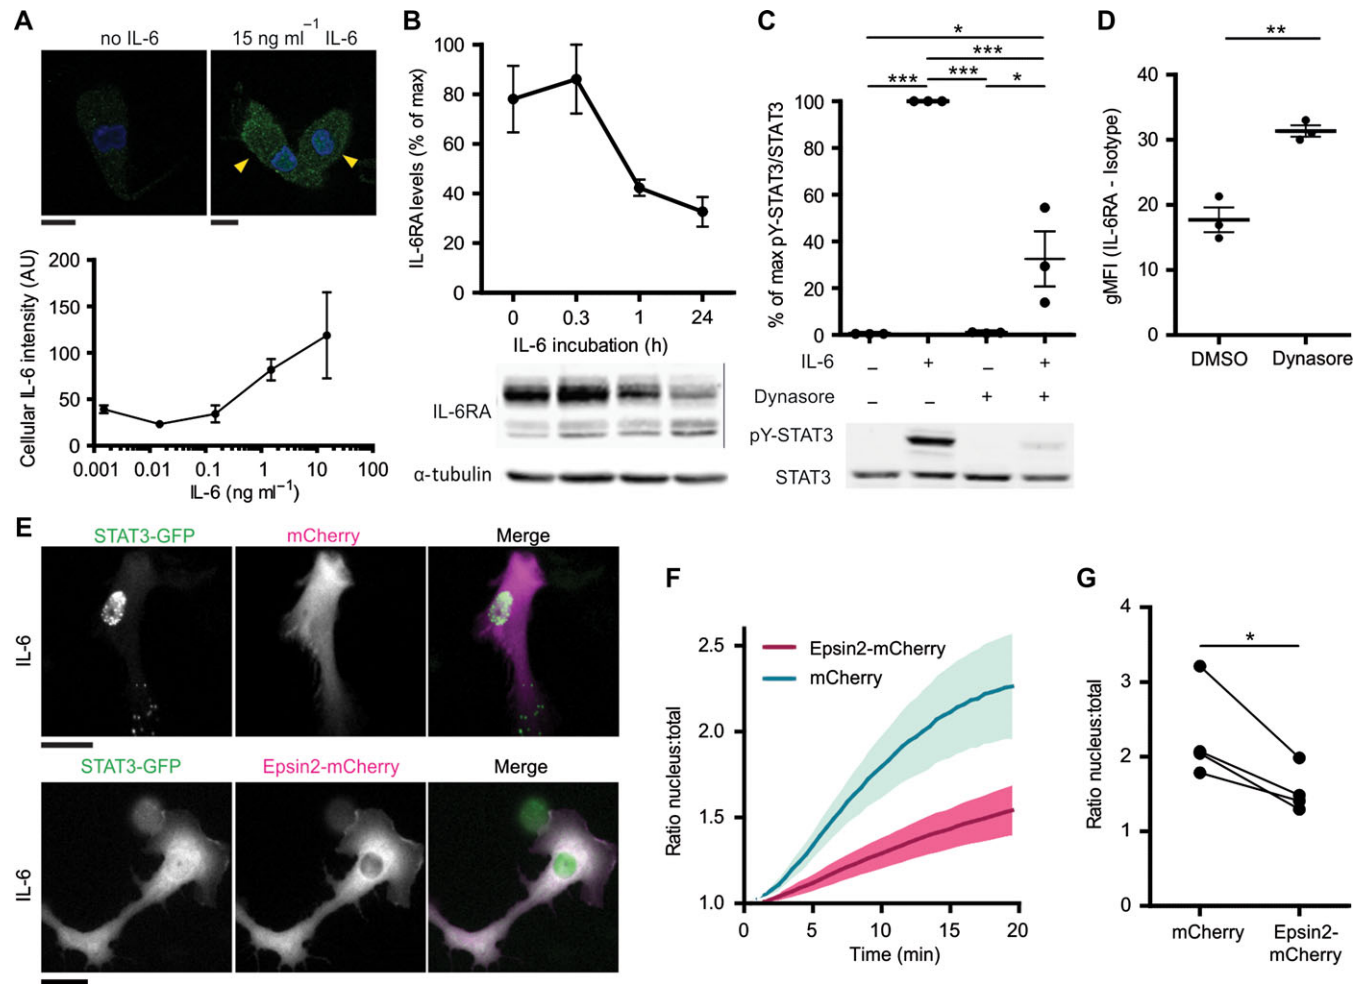 A
no IL-6
15 ng ml⁻¹ IL-6
Cellular IL-6 intensity (AU)
200
150
100
50
0
0.001 0.01 0.1 1 10 100
IL-6 (ng ml⁻¹)
B
IL-6RA levels (% of max)
100
80
60
40
20
0
0 0.3 1 24
IL-6 incubation (h)
IL-6RA
α-tubulin
C
*
***
*** *** *
% of max pY-STAT3/STAT3
100
80
60
40
20
0
IL-6 – + – +
Dynasore – – + +
pY-STAT3
STAT3
D
**
gMFI (IL-6RA - Isotype)
40
30
20
10
0
DMSO Dynasore
E
STAT3-GFP mCherry Merge
IL-6
STAT3-GFP Epsin2-mCherry Merge
IL-6
F
Ratio nucleus:total
2.5
2.0
1.5
1.0
Epsin2-mCherry
mCherry
0 5 10 15 20
Time (min)
G
*
Ratio nucleus:total
4
3
2
1
0
mCherry Epsin2-
mCherry